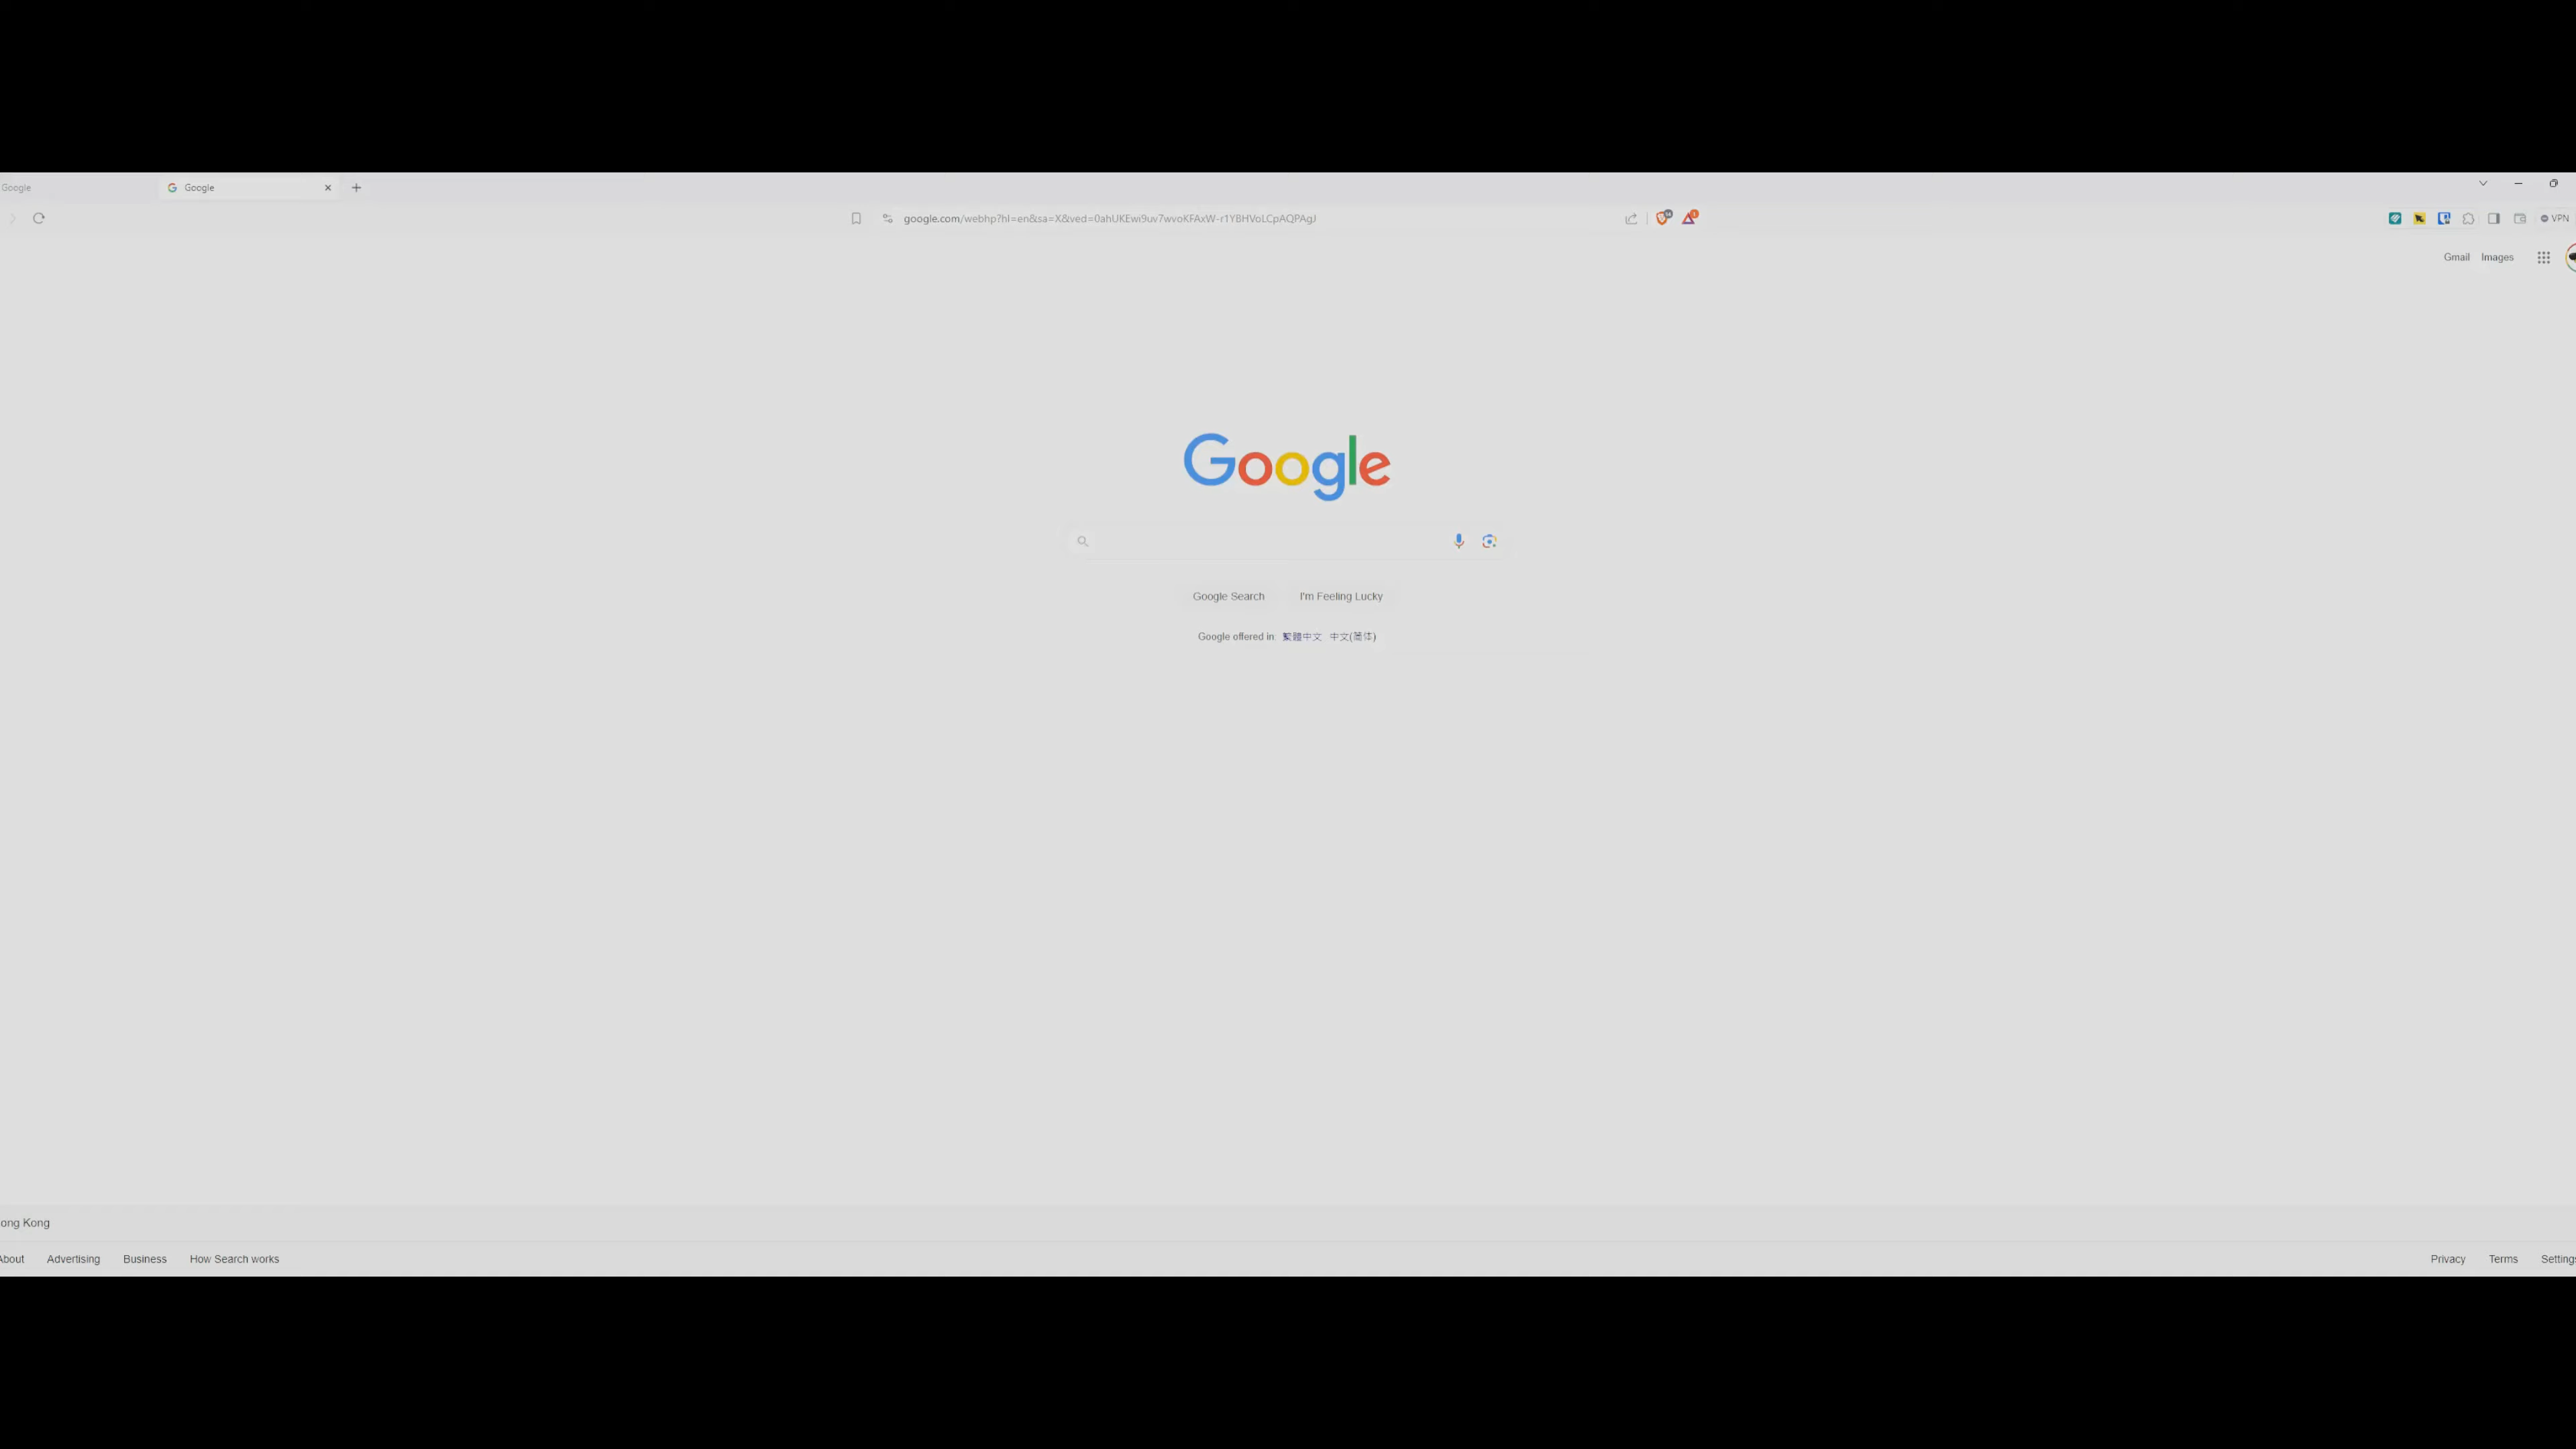 Google
Google
google.com/webhp?hl=en&sa=X&ved=0ahUKEwi9uv7wvoKFAxW-r1YBHVoLCpAQPAgJ
VPN
Gmail Images
Google
Google Search I'm Feeling Lucky
Google offered in: 繁體中文 中文(简体)
ong Kong
About Advertising Business How Search works
Privacy Terms Settings